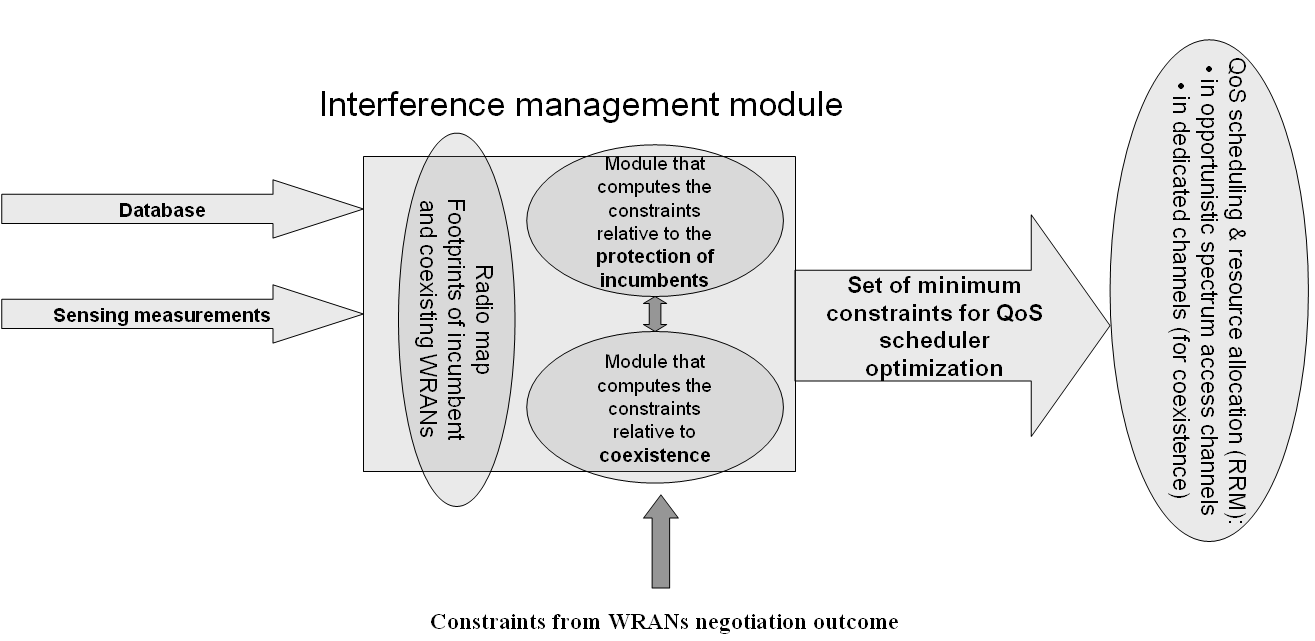 Interference management module
Database
Sensing measurements
Radio map
Footprints of incumbent
and coexisting WRANs
Module that
computes the
constraints
relative to the
protection of
incumbents
Module that
computes the
constraints
relative to
coexistence
Set of minimum
constraints for QoS
scheduler
optimization
QoS scheduling & resource allocation (RRM):
• in opportunistic spectrum access channels
• in dedicated channels (for coexistence)
Constraints from WRANs negotiation outcome